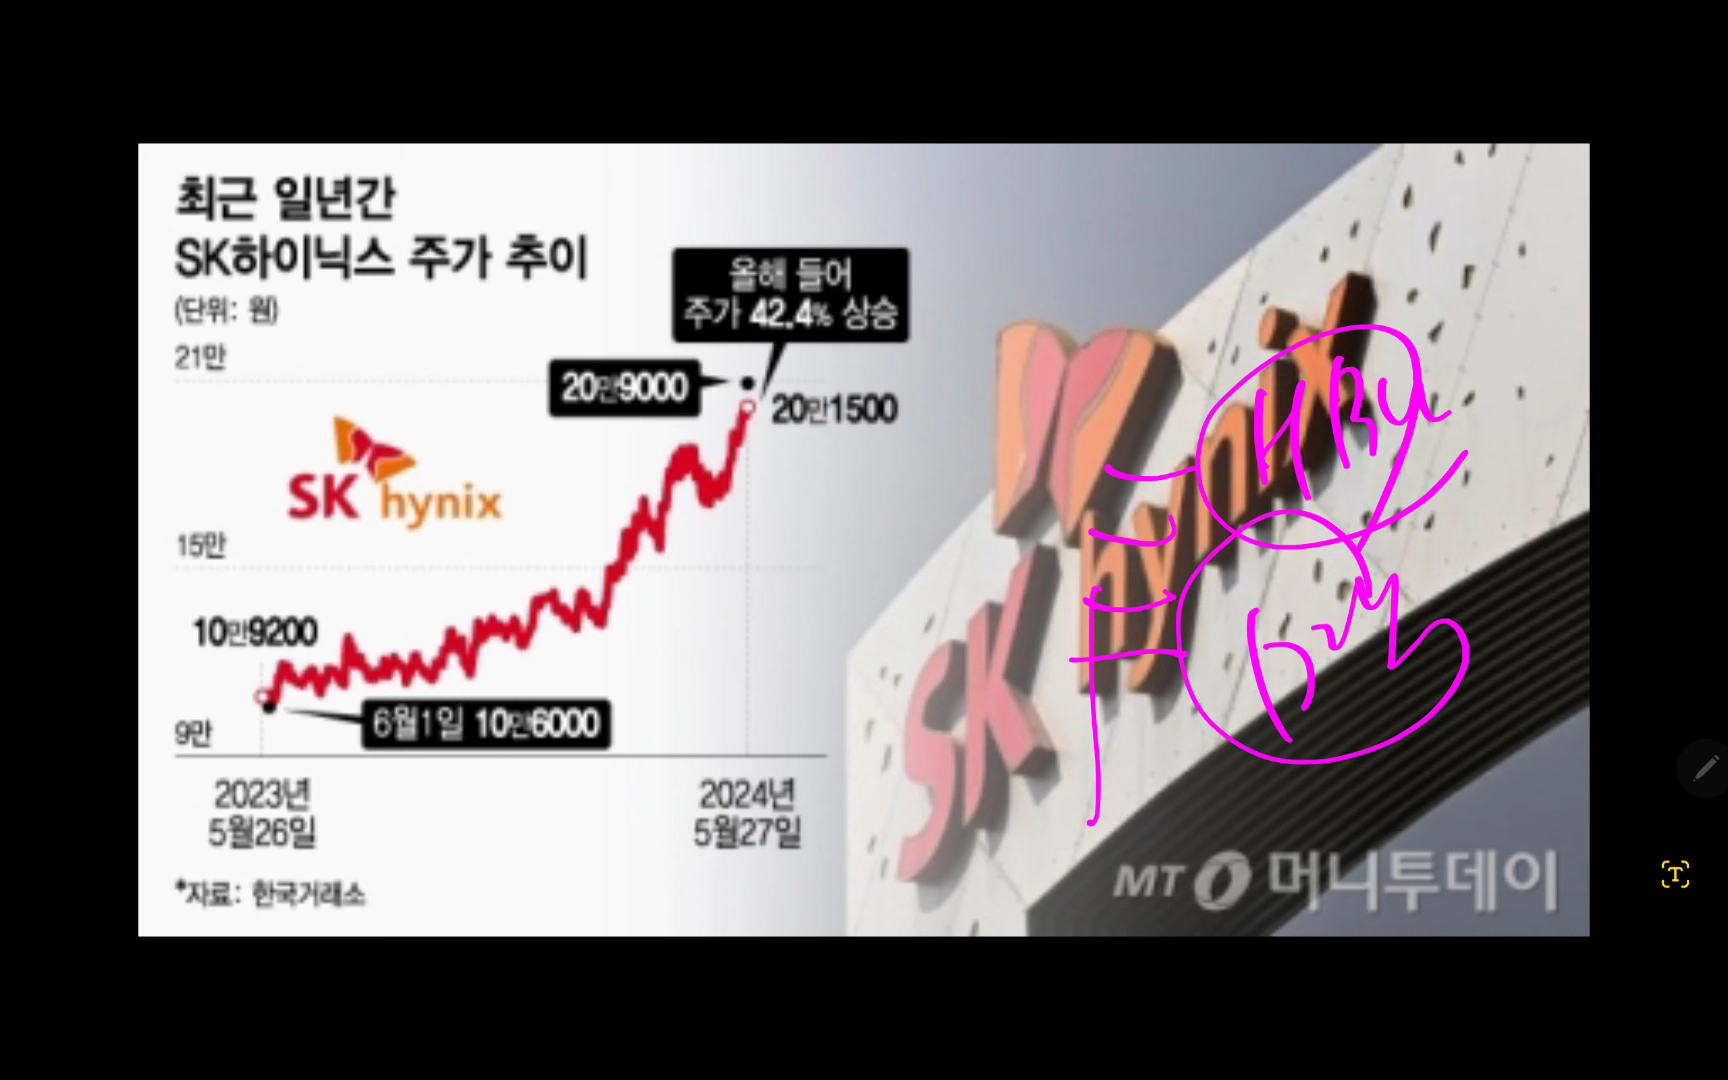 최근 일년간
SK하이닉스 주가 추이
(단위: 원)
올해 들어
주가 42.4% 상승
21만
20만9000
20만1500
SK hynix
15만
10만9200
6월1일 10만6000
9만
2023년
5월26일
2024년
5월27일
*자료: 한국거래소
SK hynix
HBM
MT 머니투데이